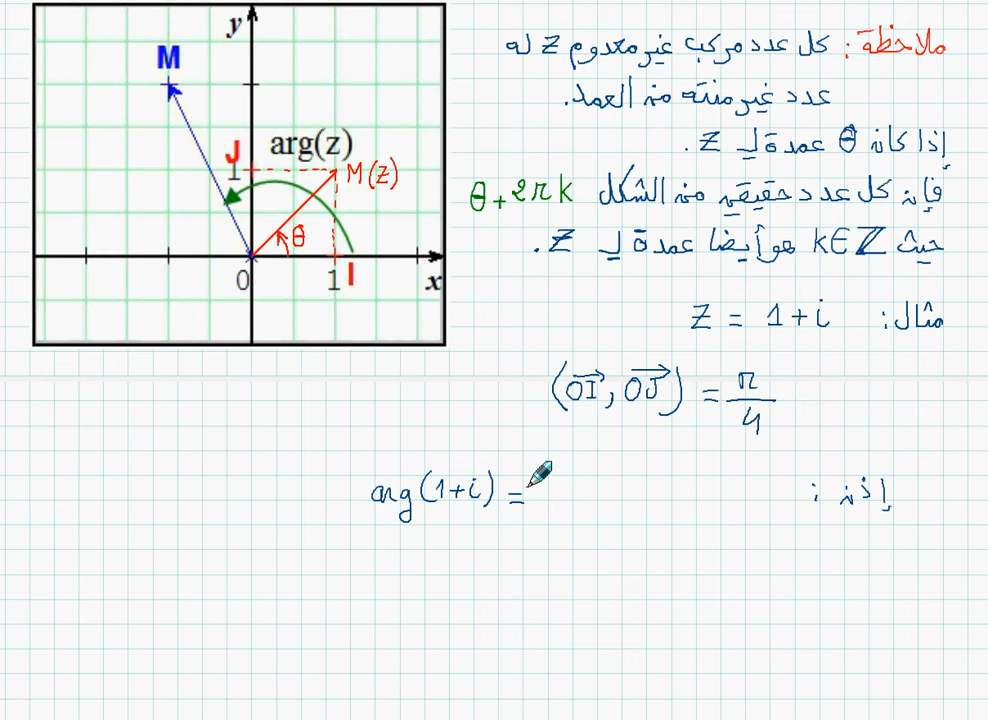 ملاحظة: كل عدد مركب غير معدوم Z له
عدد غير منته من العمد.
إذا كان θ عمدة لـ Z.
فإن كل عدد حقيقي من الشكل θ+2πk
حيث k∈ℤ هو أيضا عمدة لـ Z.
مثال: Z = 1+i
(OI→, OJ→) = π/4
إذن : arg(1+i) =
y
M
J
1
arg(z)
M(z)
θ
0
1
I
x